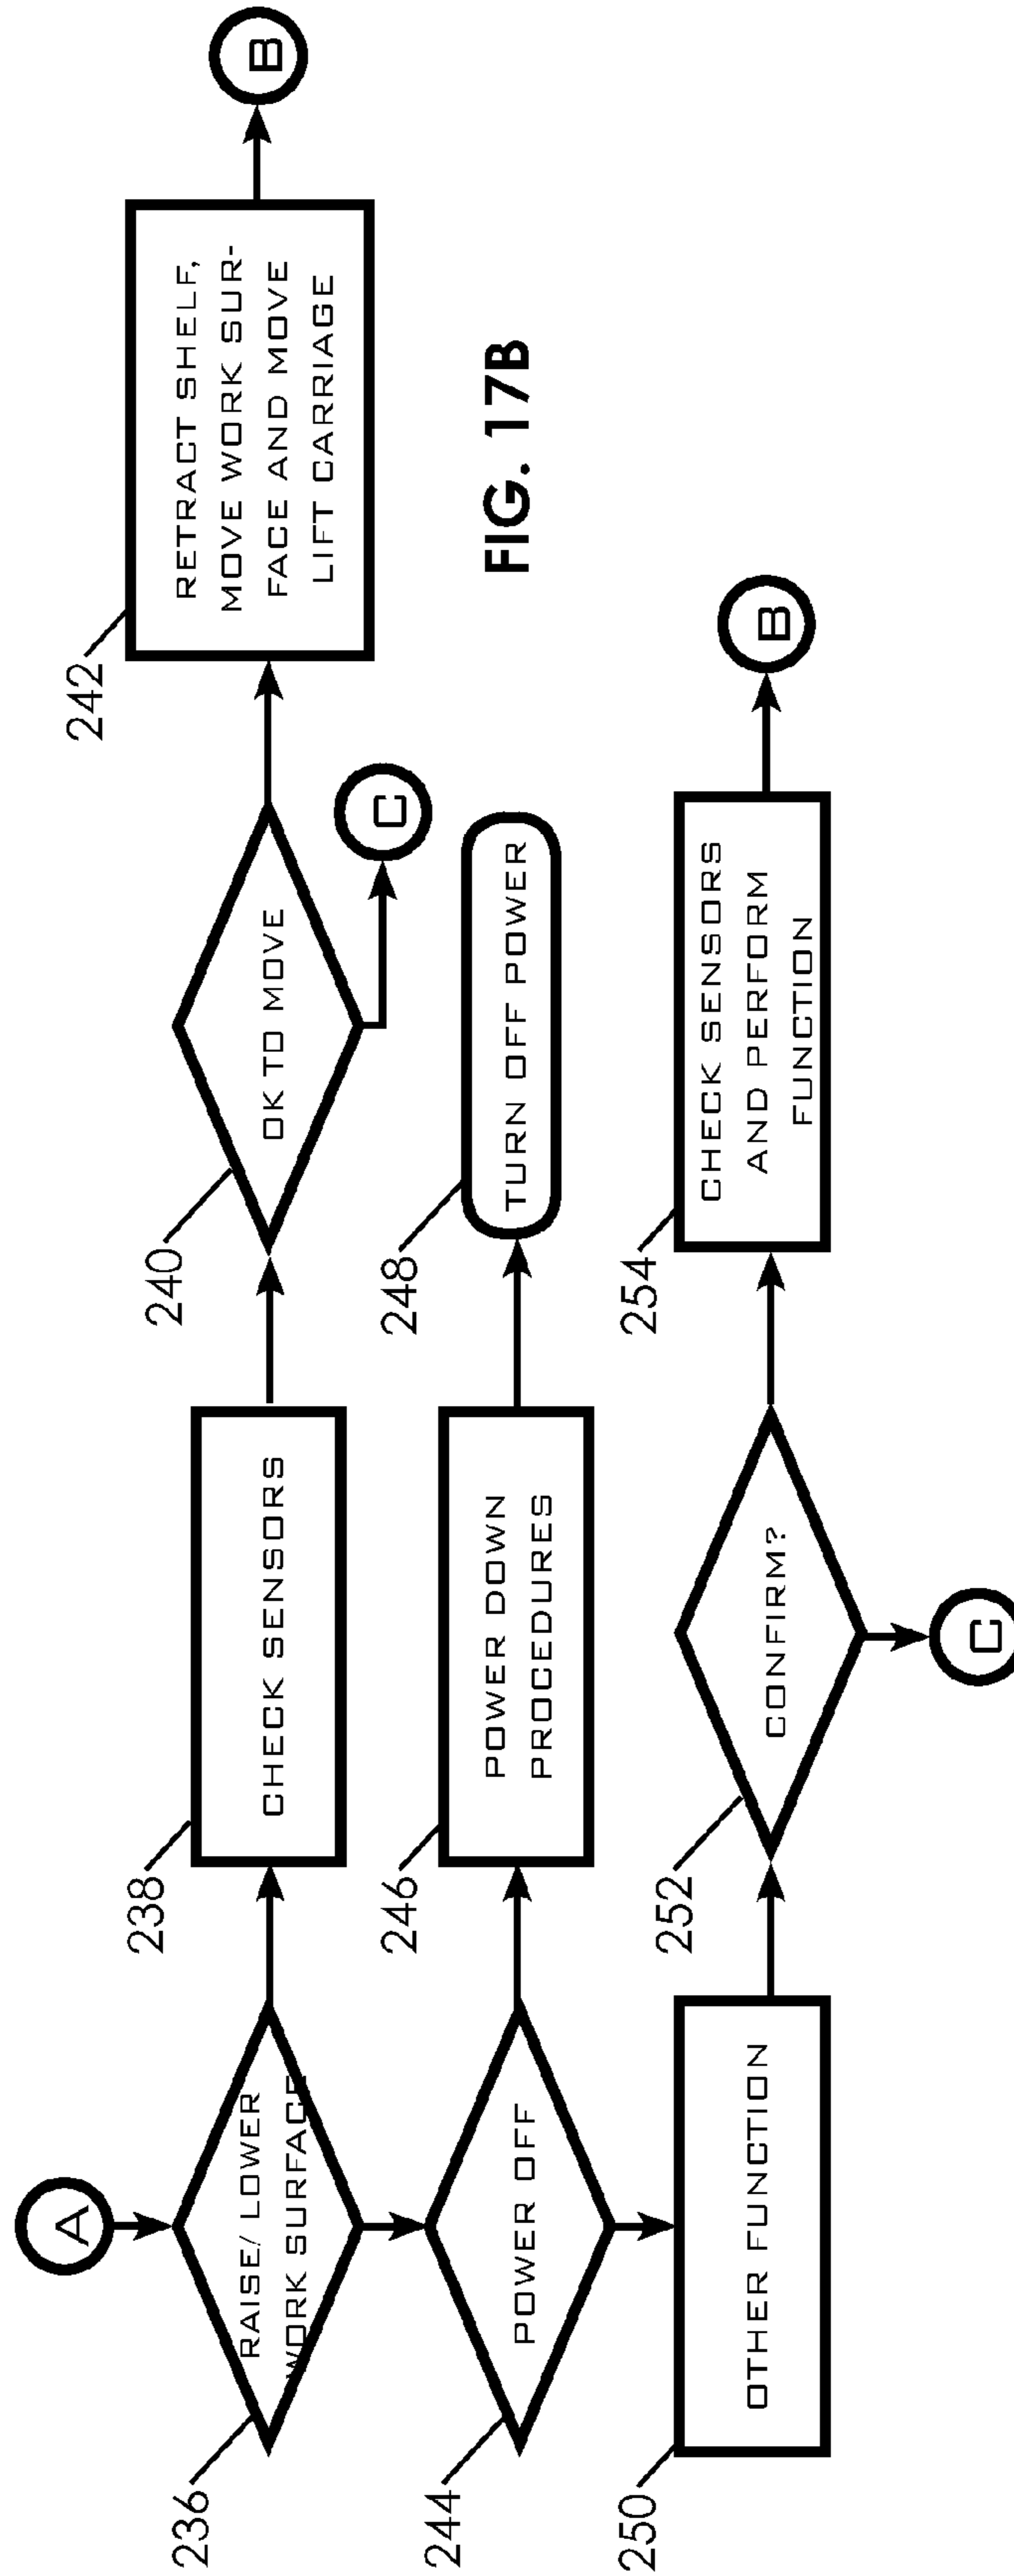 A
236
RAISE/ LOWER
WORK SURFACE
238
CHECK SENSORS
240
OK TO MOVE
C
242
RETRACT SHELF,
MOVE WORK SUR-
FACE AND MOVE
LIFT CARRIAGE
B
244
POWER OFF
246
POWER DOWN
PROCEDURES
248
TURN OFF POWER
FIG. 17B
250
OTHER FUNCTION
252
CONFIRM?
C
254
CHECK SENSORS
AND PERFORM
FUNCTION
B